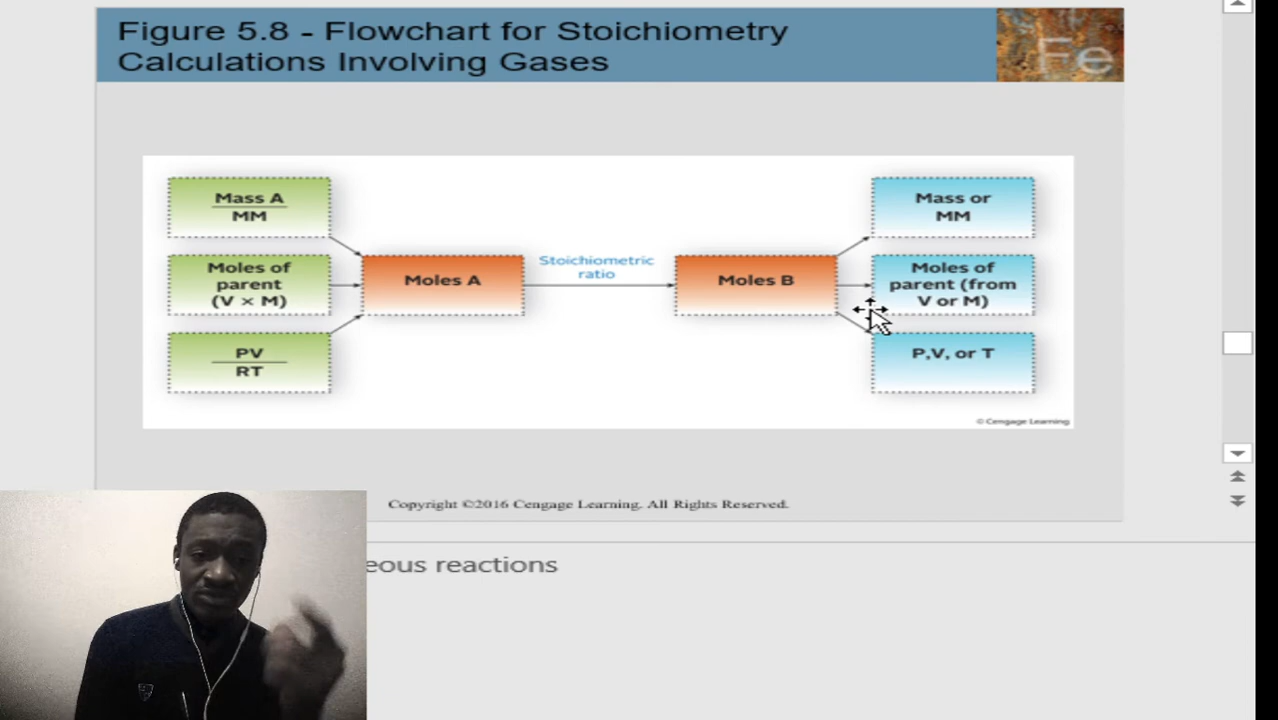 Figure 5.8 - Flowchart for Stoichiometry
Calculations Involving Gases
Fe
Mass A
MM
Moles of
parent
(V × M)
PV
RT
Moles A
Stoichiometric
ratio
Moles B
Mass or
MM
Moles of
parent (from
V or M)
P,V, or T
© Cengage Learning
Copyright ©2016 Cengage Learning. All Rights Reserved.
eous reactions